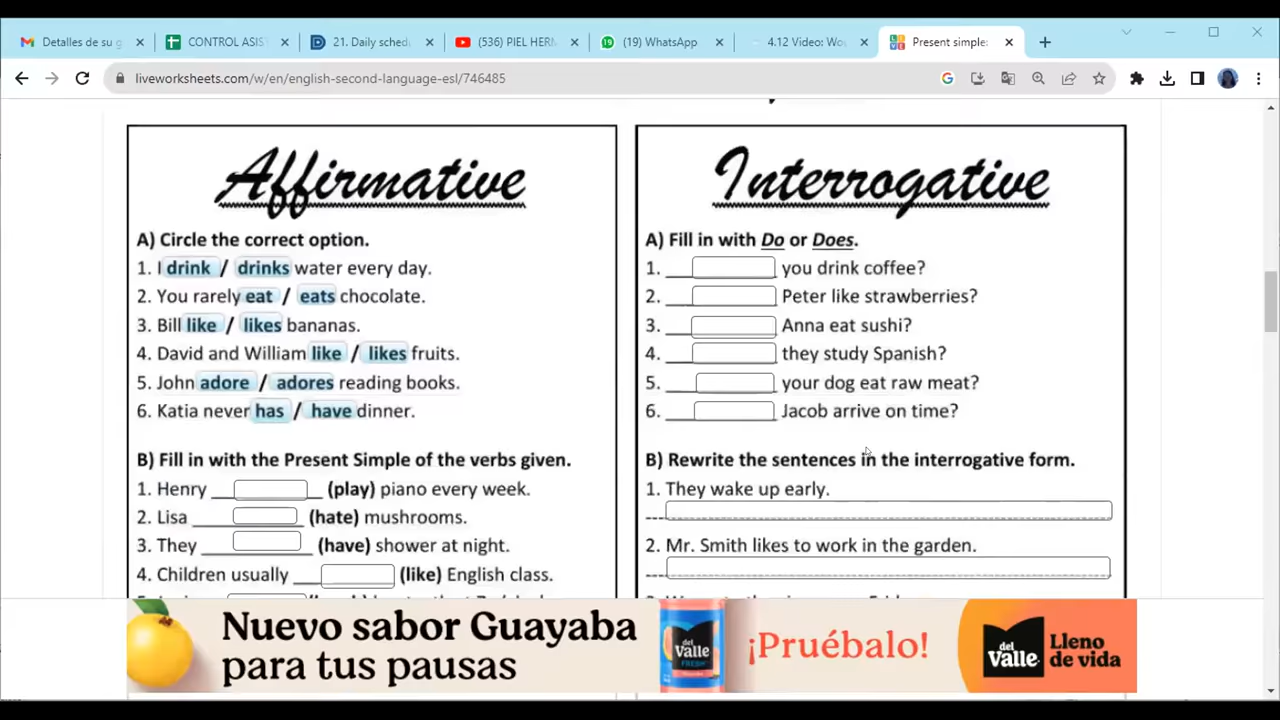 Detalles de su g
CONTROL ASIS
21. Daily sched
(536) PIEL HERM
(19) WhatsApp
4.12 Video: Wo
Present simple:
liveworksheets.com/w/en/english-second-language-esl/746485
Affirmative
A) Circle the correct option.
1. I drink / drinks water every day.
2. You rarely eat / eats chocolate.
3. Bill like / likes bananas.
4. David and William like / likes fruits.
5. John adore / adores reading books.
6. Katia never has / have dinner.
B) Fill in with the Present Simple of the verbs given.
1. Henry (play) piano every week.
2. Lisa (hate) mushrooms.
3. They (have) shower at night.
4. Children usually (like) English class.
Interrogative
A) Fill in with Do or Does.
1. you drink coffee?
2. Peter like strawberries?
3. Anna eat sushi?
4. they study Spanish?
5. your dog eat raw meat?
6. Jacob arrive on time?
B) Rewrite the sentences in the interrogative form.
1. They wake up early.
2. Mr. Smith likes to work in the garden.
Nuevo sabor Guayaba
para tus pausas
del
Valle
FRESH
¡Pruébalo!
del
Valle
Lleno
de vida